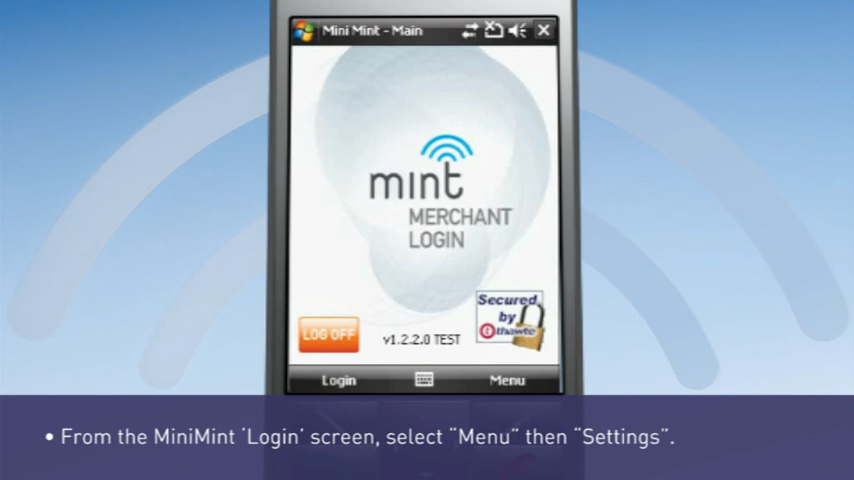 Mini Mint - Main
mint
MERCHANT
LOGIN
Secured
by
thawte
LOG OFF
v1.2.2.0 TEST
Login
Menu
• From the MiniMint ‘Login’ screen, select “Menu” then “Settings”.